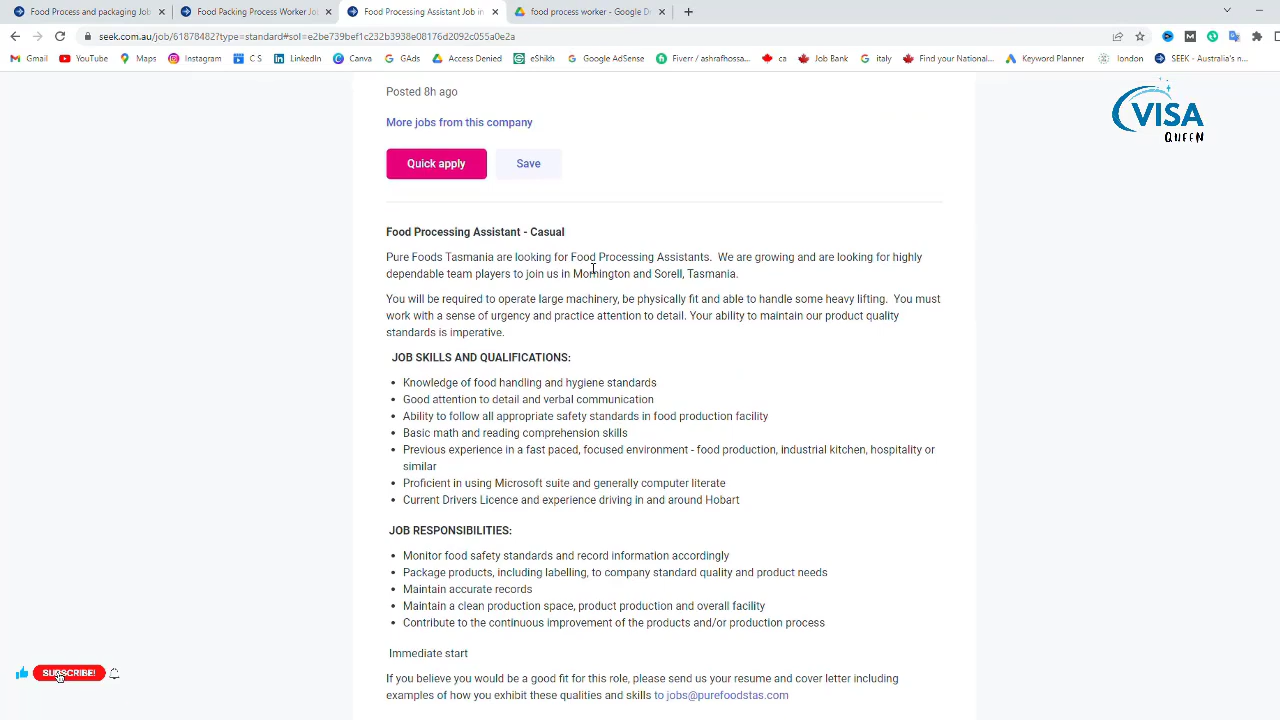 Food Process and packaging Job
Food Packing Process Worker Jo
Food Processing Assistant Job in
food process worker - Google D
seek.com.au/job/61878482?type=standard#sol=e2be739bef1c232b3938e08176d2092c055a0e2a
Gmail YouTube Maps Instagram C S LinkedIn Canva GAds Access Denied eShikh Google AdSense Fiverr / ashrafhossa... ca Job Bank italy Find your National... Keyword Planner london SEEK - Australia's n...
Posted 8h ago
VISA
QUEEN
More jobs from this company
Quick apply Save
Food Processing Assistant - Casual
Pure Foods Tasmania are looking for Food Processing Assistants. We are growing and are looking for highly
dependable team players to join us in Mornington and Sorell, Tasmania.
You will be required to operate large machinery, be physically fit and able to handle some heavy lifting. You must
work with a sense of urgency and practice attention to detail. Your ability to maintain our product quality
standards is imperative.
JOB SKILLS AND QUALIFICATIONS:
• Knowledge of food handling and hygiene standards
• Good attention to detail and verbal communication
• Ability to follow all appropriate safety standards in food production facility
• Basic math and reading comprehension skills
• Previous experience in a fast paced, focused environment - food production, industrial kitchen, hospitality or
similar
• Proficient in using Microsoft suite and generally computer literate
• Current Drivers Licence and experience driving in and around Hobart
JOB RESPONSIBILITIES:
• Monitor food safety standards and record information accordingly
• Package products, including labelling, to company standard quality and product needs
• Maintain accurate records
• Maintain a clean production space, product production and overall facility
• Contribute to the continuous improvement of the products and/or production process
Immediate start
SUBSCRIBE!
If you believe you would be a good fit for this role, please send us your resume and cover letter including
examples of how you exhibit these qualities and skills to jobs@purefoodstas.com